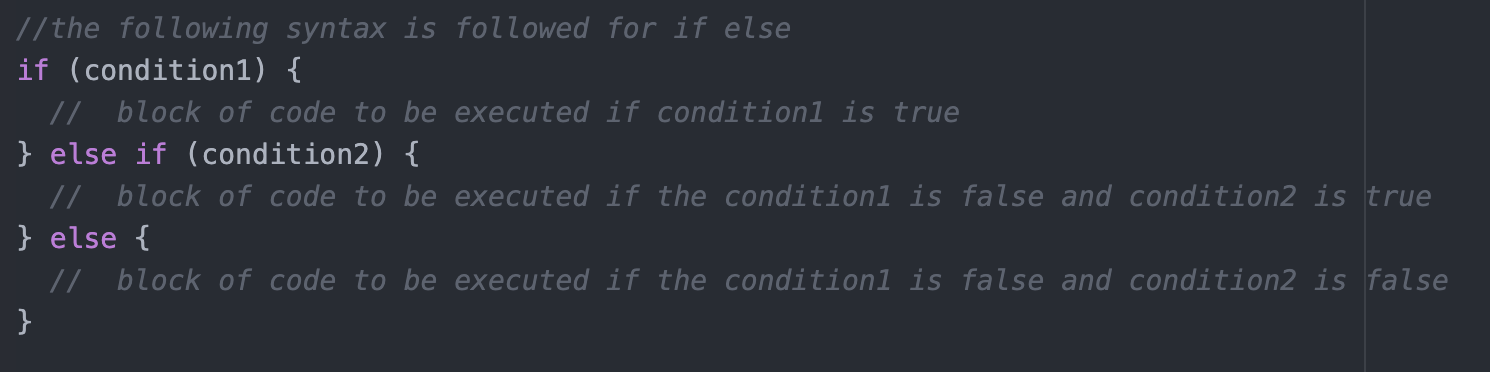 //the following syntax is followed for if else
if (condition1) {
  //  block of code to be executed if condition1 is true
} else if (condition2) {
  //  block of code to be executed if the condition1 is false and condition2 is true
} else {
  //  block of code to be executed if the condition1 is false and condition2 is false
}